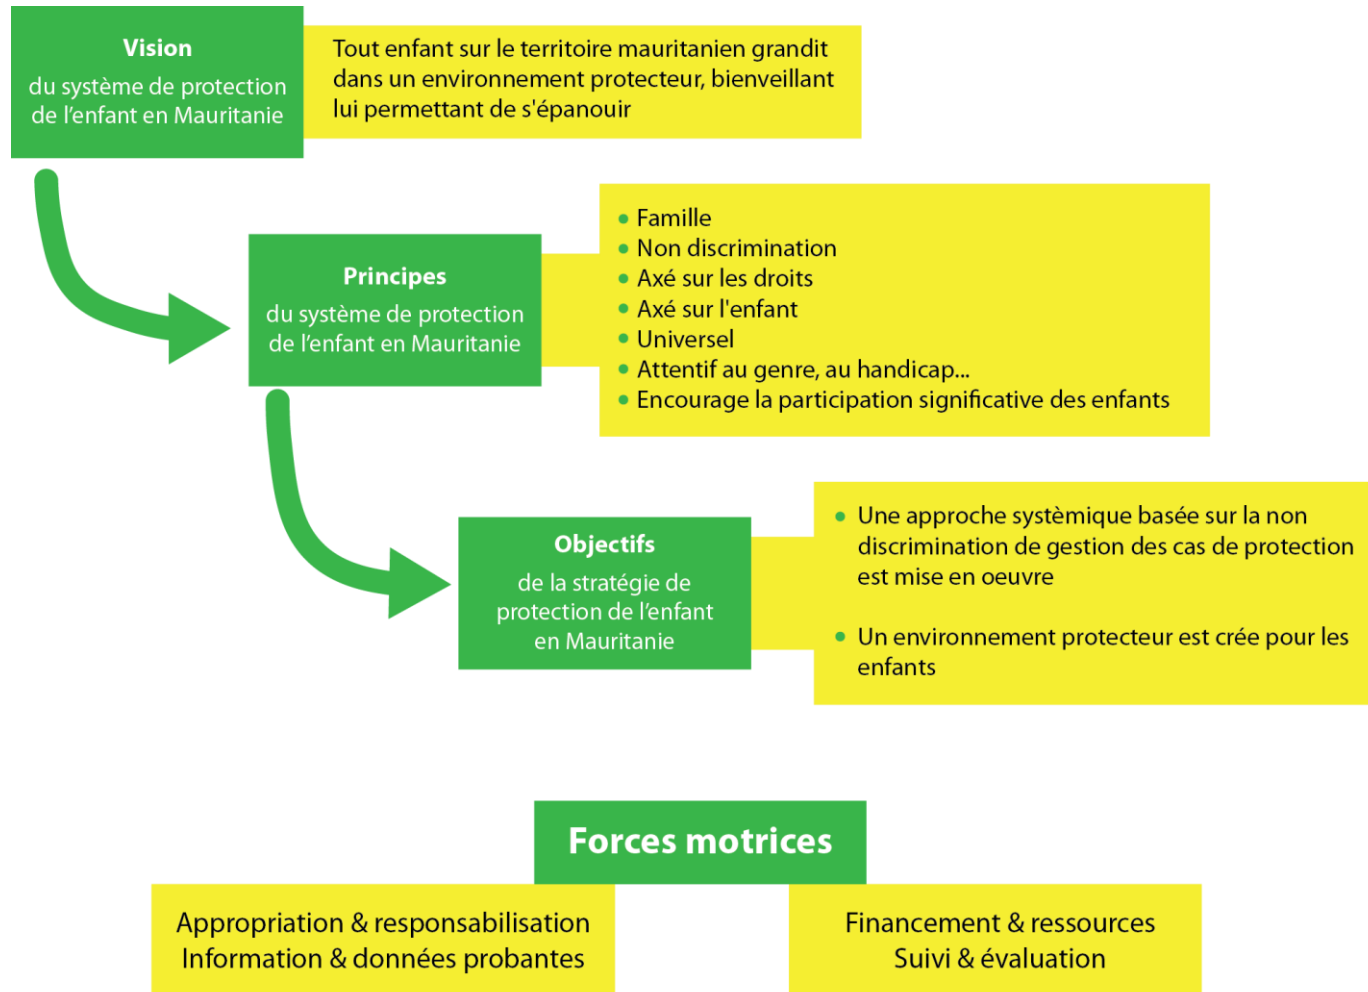 Vision
du système de protection
de l'enfant en Mauritanie
Tout enfant sur le territoire mauritanien grandit
dans un environnement protecteur, bienveillant
lui permettant de s'épanouir
Principes
du système de protection
de l'enfant en Mauritanie
• Famille
• Non discrimination
• Axé sur les droits
• Axé sur l'enfant
• Universel
• Attentif au genre, au handicap...
• Encourage la participation significative des enfants
Objectifs
de la stratégie de
protection de l'enfant
en Mauritanie
• Une approche systèmique basée sur la non
discrimination de gestion des cas de protection
est mise en oeuvre
• Un environnement protecteur est crée pour les
enfants
Forces motrices
Appropriation & responsabilisation
Information & données probantes
Financement & ressources
Suivi & évaluation